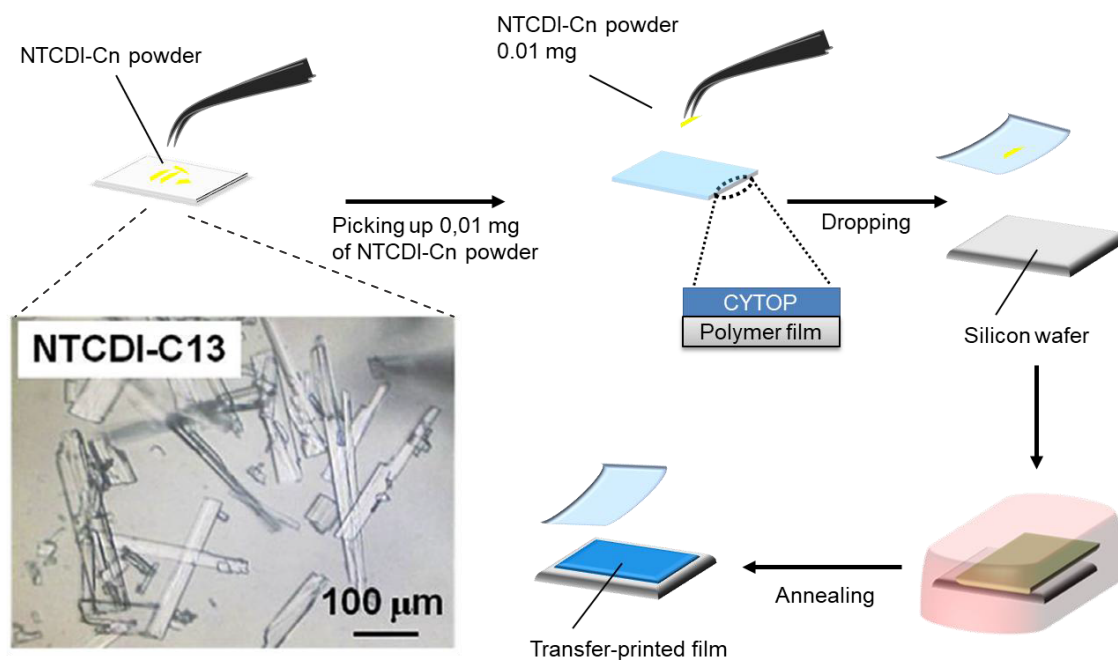 NTCDI-Cn powder
NTCDI-Cn powder
0.01 mg
Picking up 0,01 mg
of NTCDI-Cn powder
Dropping
CYTOP
Polymer film
Silicon wafer
NTCDI-C13
100 μm
Annealing
Transfer-printed film